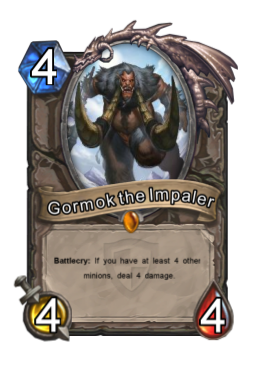 4
Gormok the Impaler
Battlecry: If you have at least 4 other
minions, deal 4 damage.
4
4